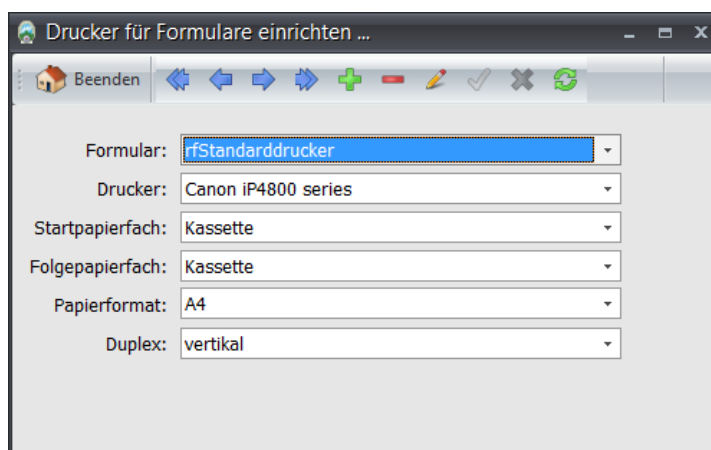 Drucker für Formulare einrichten ...
Beenden
Formular: rfStandarddrucker
Drucker: Canon iP4800 series
Startpapierfach: Kassette
Folgepapierfach: Kassette
Papierformat: A4
Duplex: vertikal